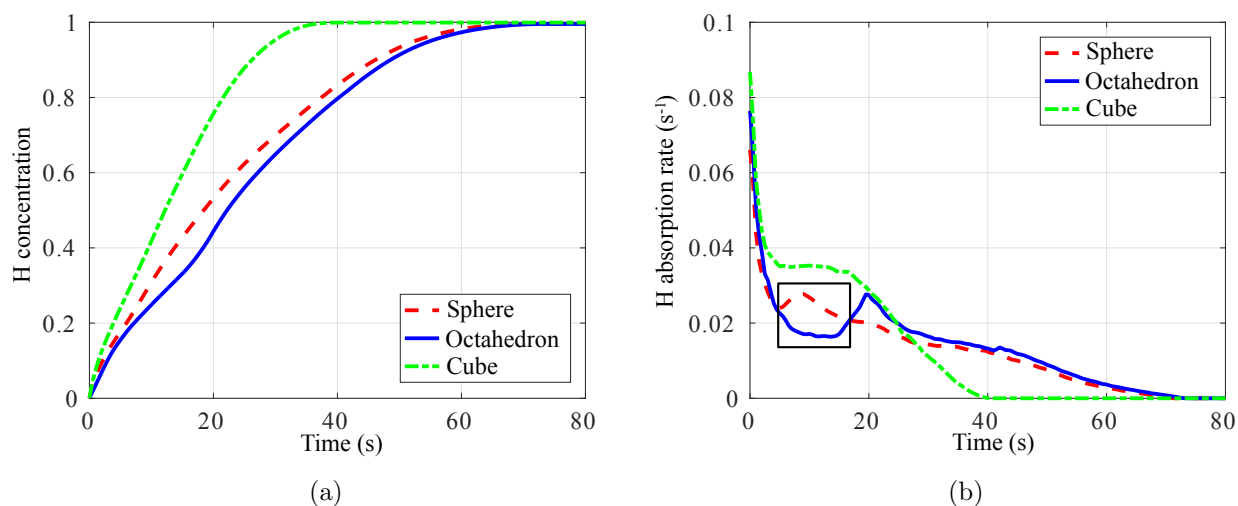 1
0.8
0.6
0.4
0.2
0
H concentration
0 20 40 60 80
Time (s)
Sphere
Octahedron
Cube
(a)
0.1
0.08
0.06
0.04
0.02
0
H absorption rate (s⁻¹)
0 20 40 60 80
Time (s)
Sphere
Octahedron
Cube
(b)